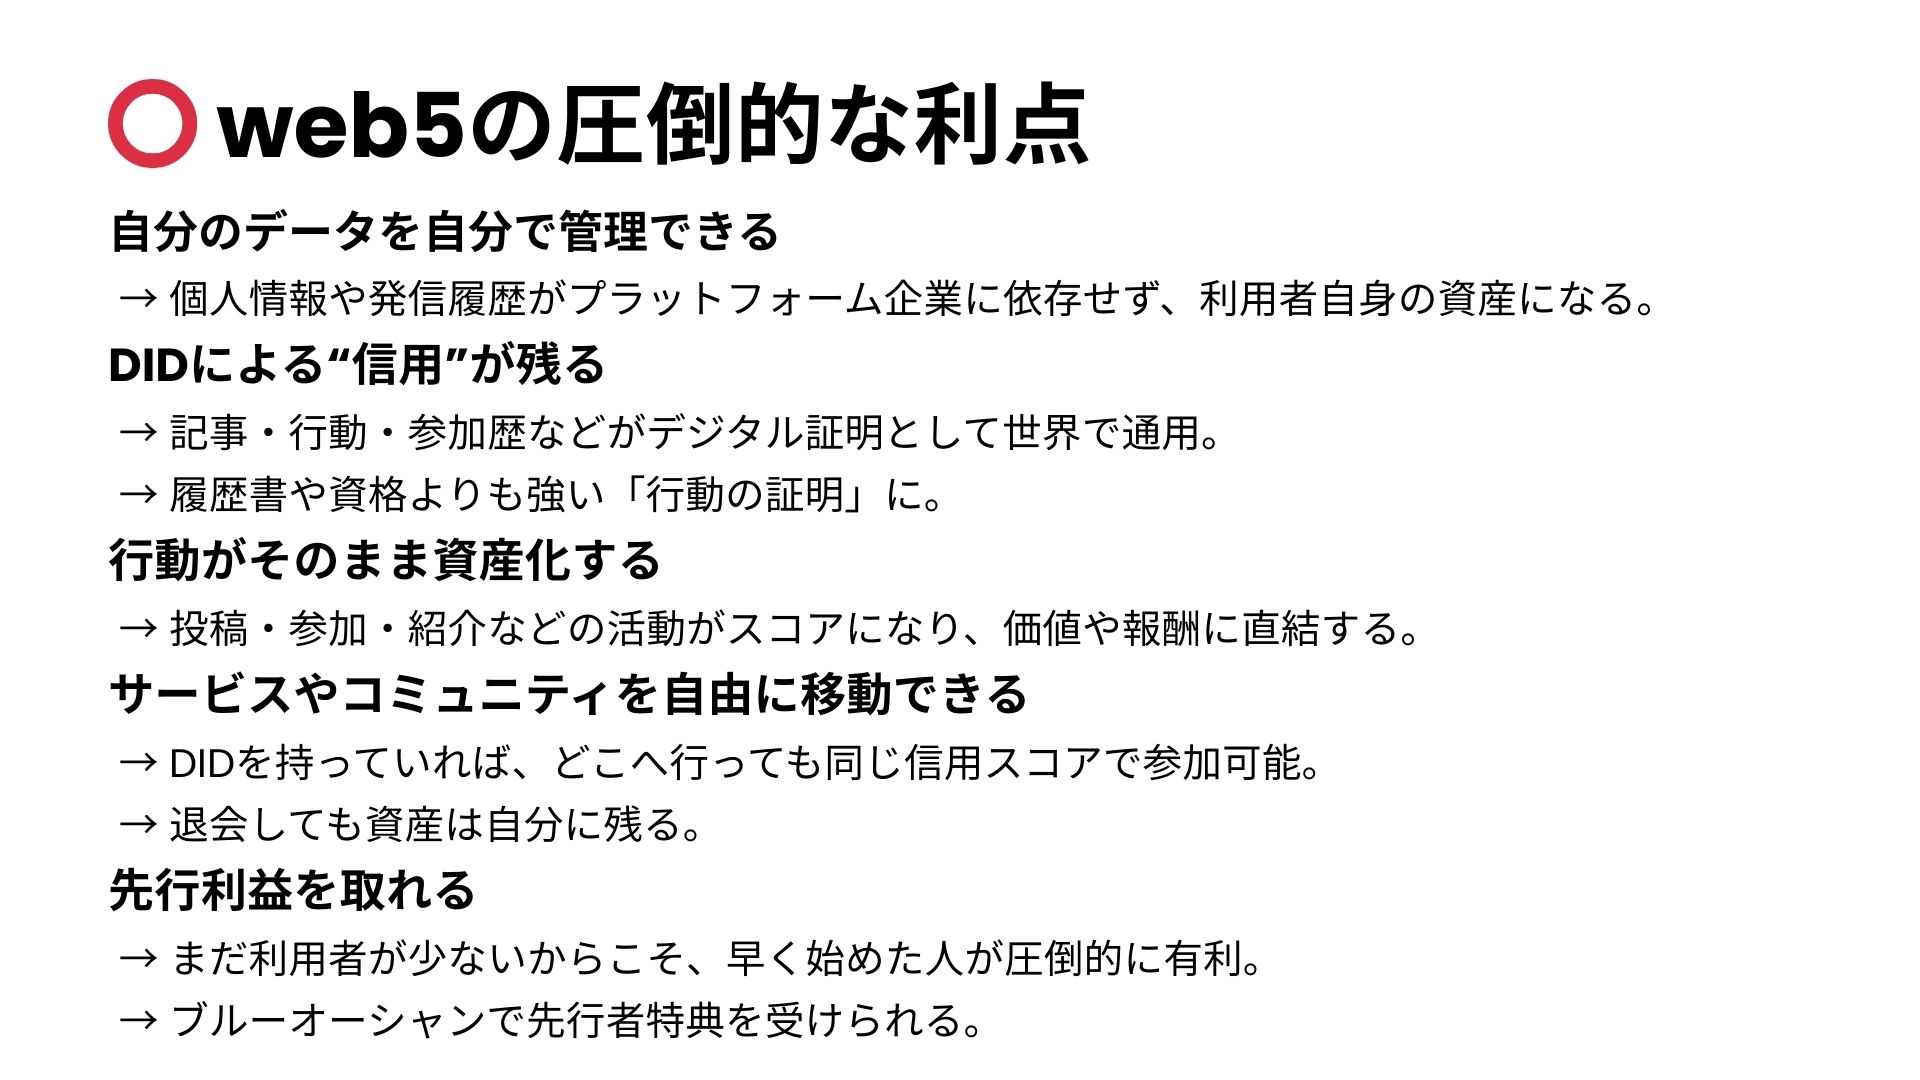 web5の圧倒的な利点
自分のデータを自分で管理できる
→ 個人情報や発信履歴がプラットフォーム企業に依存せず、利用者自身の資産になる。
DIDによる“信用”が残る
→ 記事・行動・参加歴などがデジタル証明として世界で通用。
→ 履歴書や資格よりも強い「行動の証明」に。
行動がそのまま資産化する
→ 投稿・参加・紹介などの活動がスコアになり、価値や報酬に直結する。
サービスやコミュニティを自由に移動できる
→ DIDを持っていれば、どこへ行っても同じ信用スコアで参加可能。
→ 退会しても資産は自分に残る。
先行利益を取れる
→ まだ利用者が少ないからこそ、早く始めた人が圧倒的に有利。
→ ブルーオーシャンで先行者特典を受けられる。